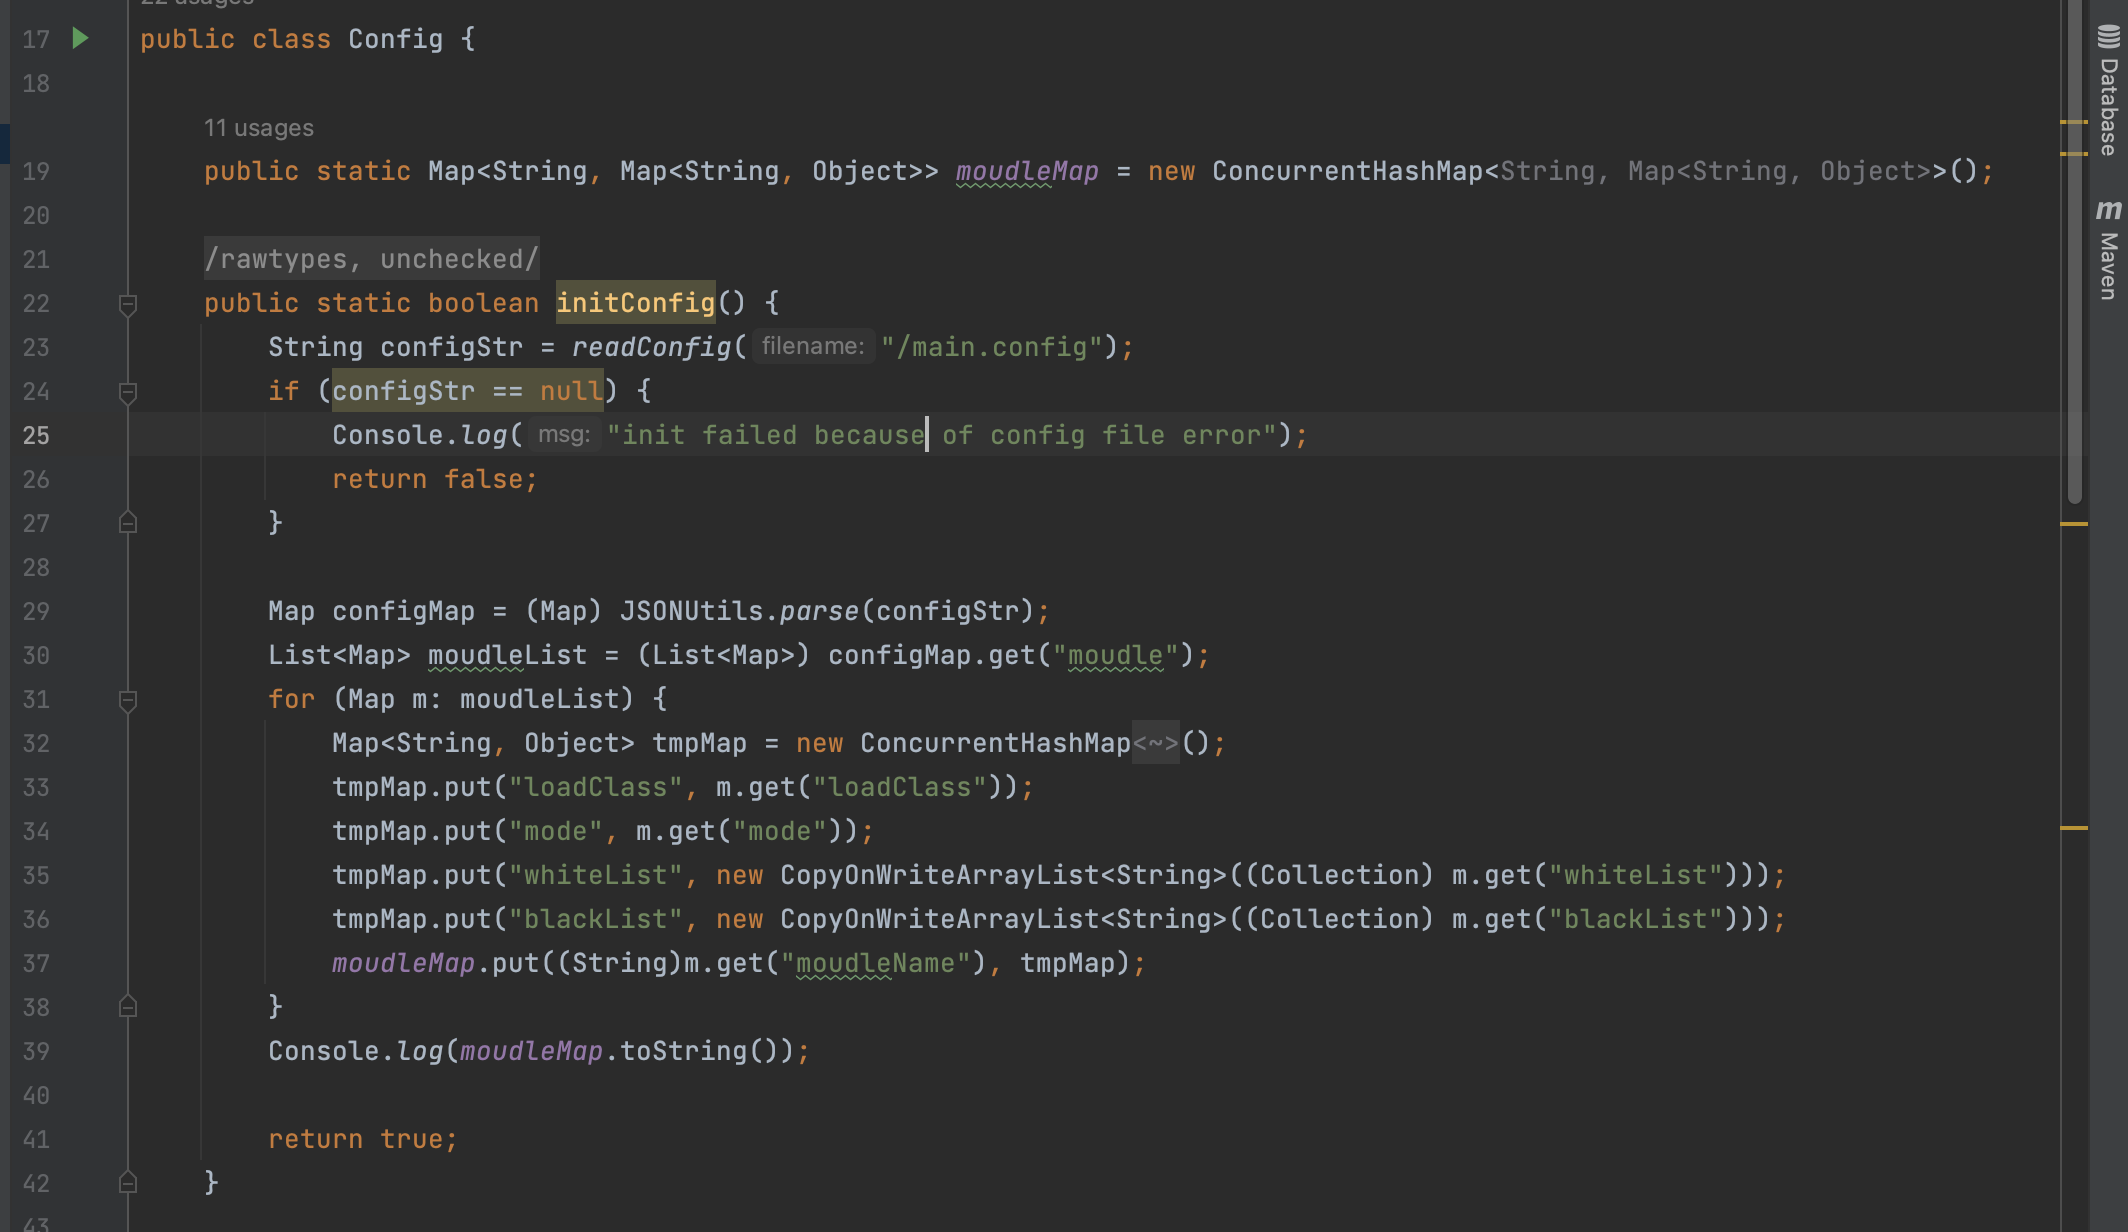 22 usages
17 public class Config {
18
11 usages
19 public static Map<String, Map<String, Object>> moudleMap = new ConcurrentHashMap<String, Map<String, Object>>();
20
21 /rawtypes, unchecked/
22 public static boolean initConfig() {
23 String configStr = readConfig( filename: "/main.config");
24 if (configStr == null) {
25 Console.log( msg: "init failed because of config file error");
26 return false;
27 }
28
29 Map configMap = (Map) JSONUtils.parse(configStr);
30 List<Map> moudleList = (List<Map>) configMap.get("moudle");
31 for (Map m: moudleList) {
32 Map<String, Object> tmpMap = new ConcurrentHashMap<~>();
33 tmpMap.put("loadClass", m.get("loadClass"));
34 tmpMap.put("mode", m.get("mode"));
35 tmpMap.put("whiteList", new CopyOnWriteArrayList<String>((Collection) m.get("whiteList")));
36 tmpMap.put("blackList", new CopyOnWriteArrayList<String>((Collection) m.get("blackList")));
37 moudleMap.put((String)m.get("moudleName"), tmpMap);
38 }
39 Console.log(moudleMap.toString());
40
41 return true;
42 }
43
Database
m Maven